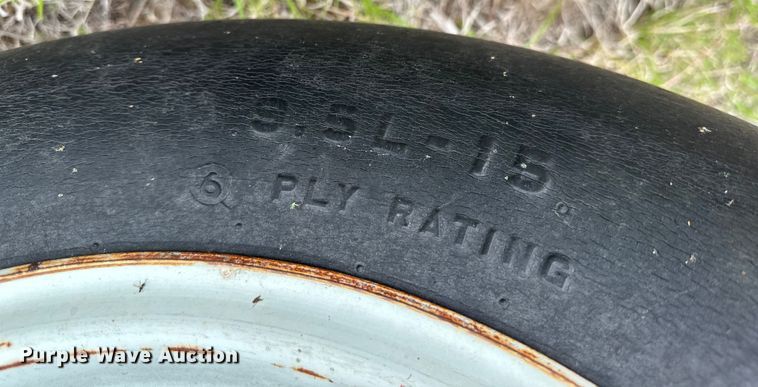 9.5L-15
6 PLY RATING
Purple Wave Auction